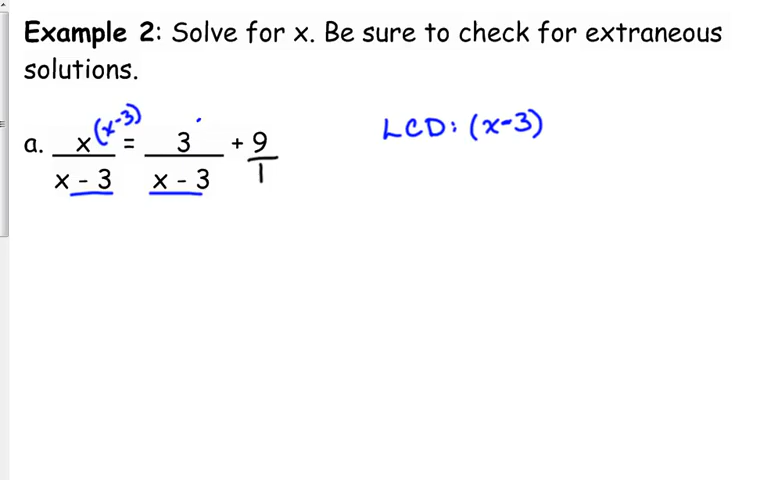 Example 2: Solve for x. Be sure to check for extraneous
solutions.
a. x(x-3)/(x - 3) = 3/(x - 3) + 9/1
LCD: (x-3)